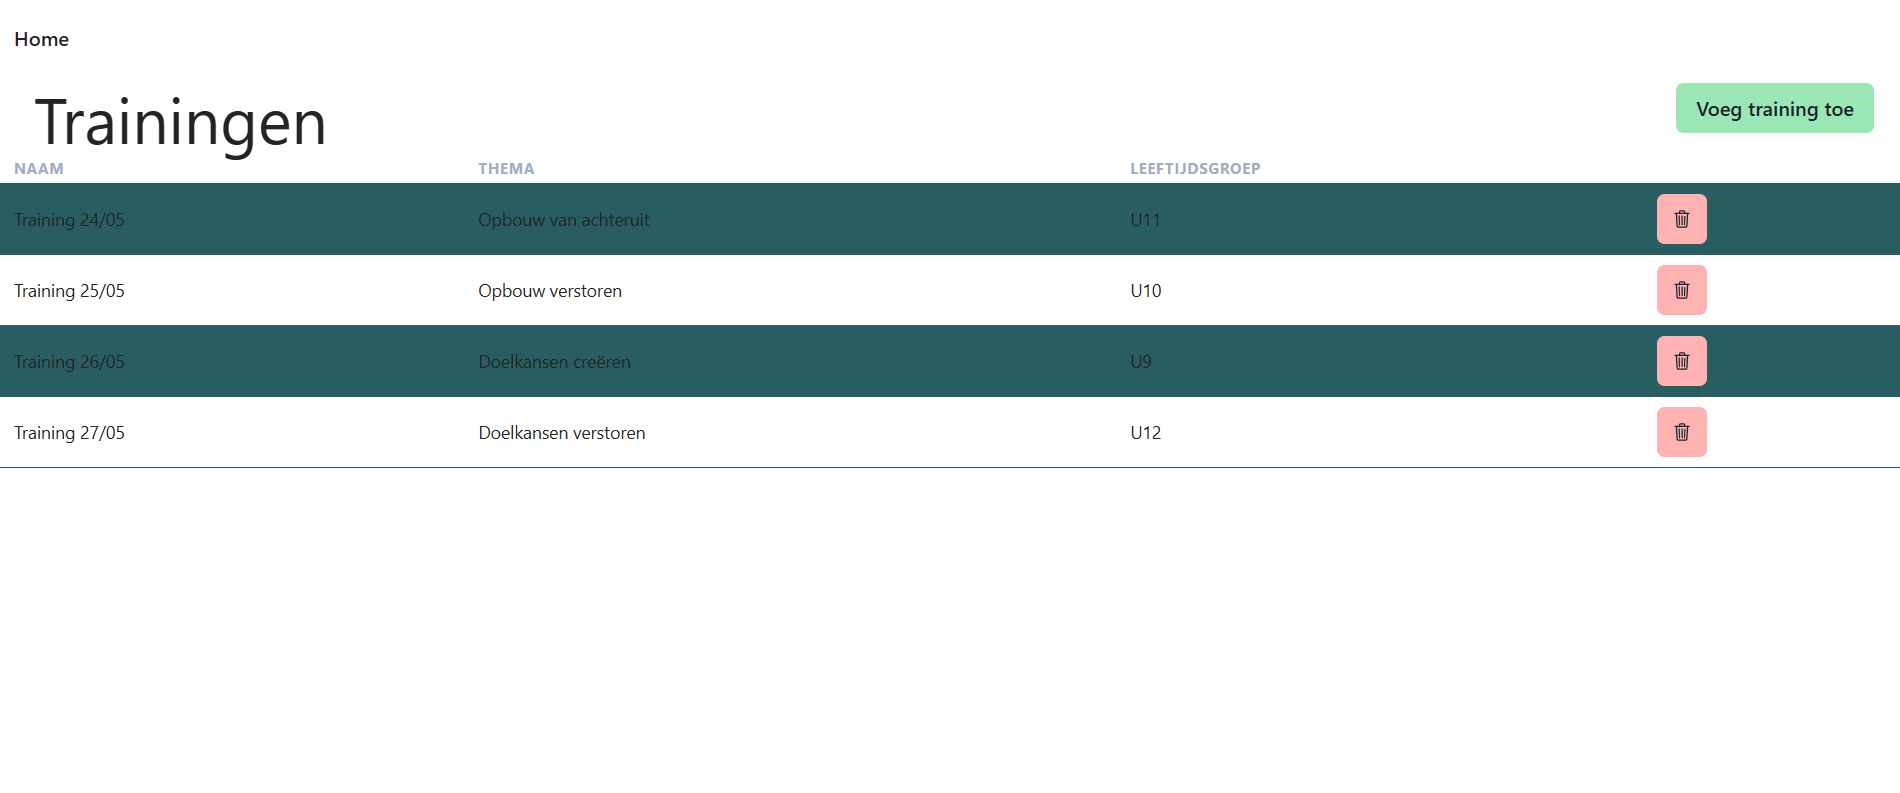 Home
Trainingen
Voeg training toe
NAAM THEMA LEEFTIJDSGROEP
Training 24/05 Opbouw van achteruit U11
Training 25/05 Opbouw verstoren U10
Training 26/05 Doelkansen creëren U9
Training 27/05 Doelkansen verstoren U12